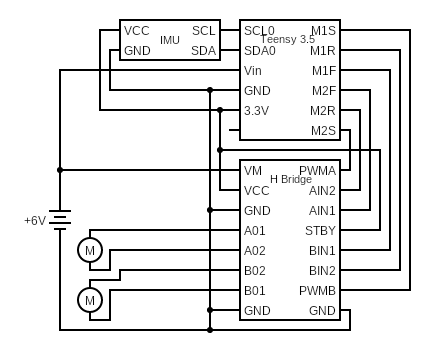 VCC SCL
IMU
GND SDA
SCL0 M1S
Teensy 3.5
SDA0 M1R
Vin M1F
GND M2F
3.3V M2R
M2S
VM PWMA
H Bridge
VCC AIN2
GND AIN1
A01 STBY
A02 BIN1
B02 BIN2
B01 PWMB
GND GND
+6V
M
M